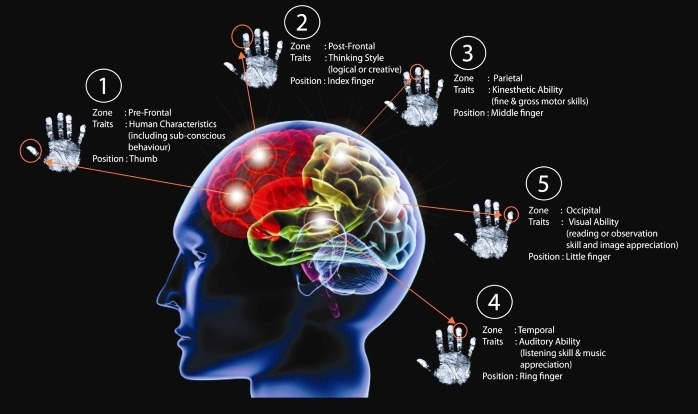 1
Zone : Pre-Frontal
Traits : Human Characteristics
(including sub-conscious
behaviour)
Position : Thumb
2
Zone : Post-Frontal
Traits : Thinking Style
(logical or creative)
Position : Index finger
3
Zone : Parietal
Traits : Kinesthetic Ability
(fine & gross motor skills)
Position : Middle finger
5
Zone : Occipital
Traits : Visual Ability
(reading or observation
skill and image appreciation)
Position : Little finger
4
Zone : Temporal
Traits : Auditory Ability
(listening skill & music
appreciation)
Position : Ring finger